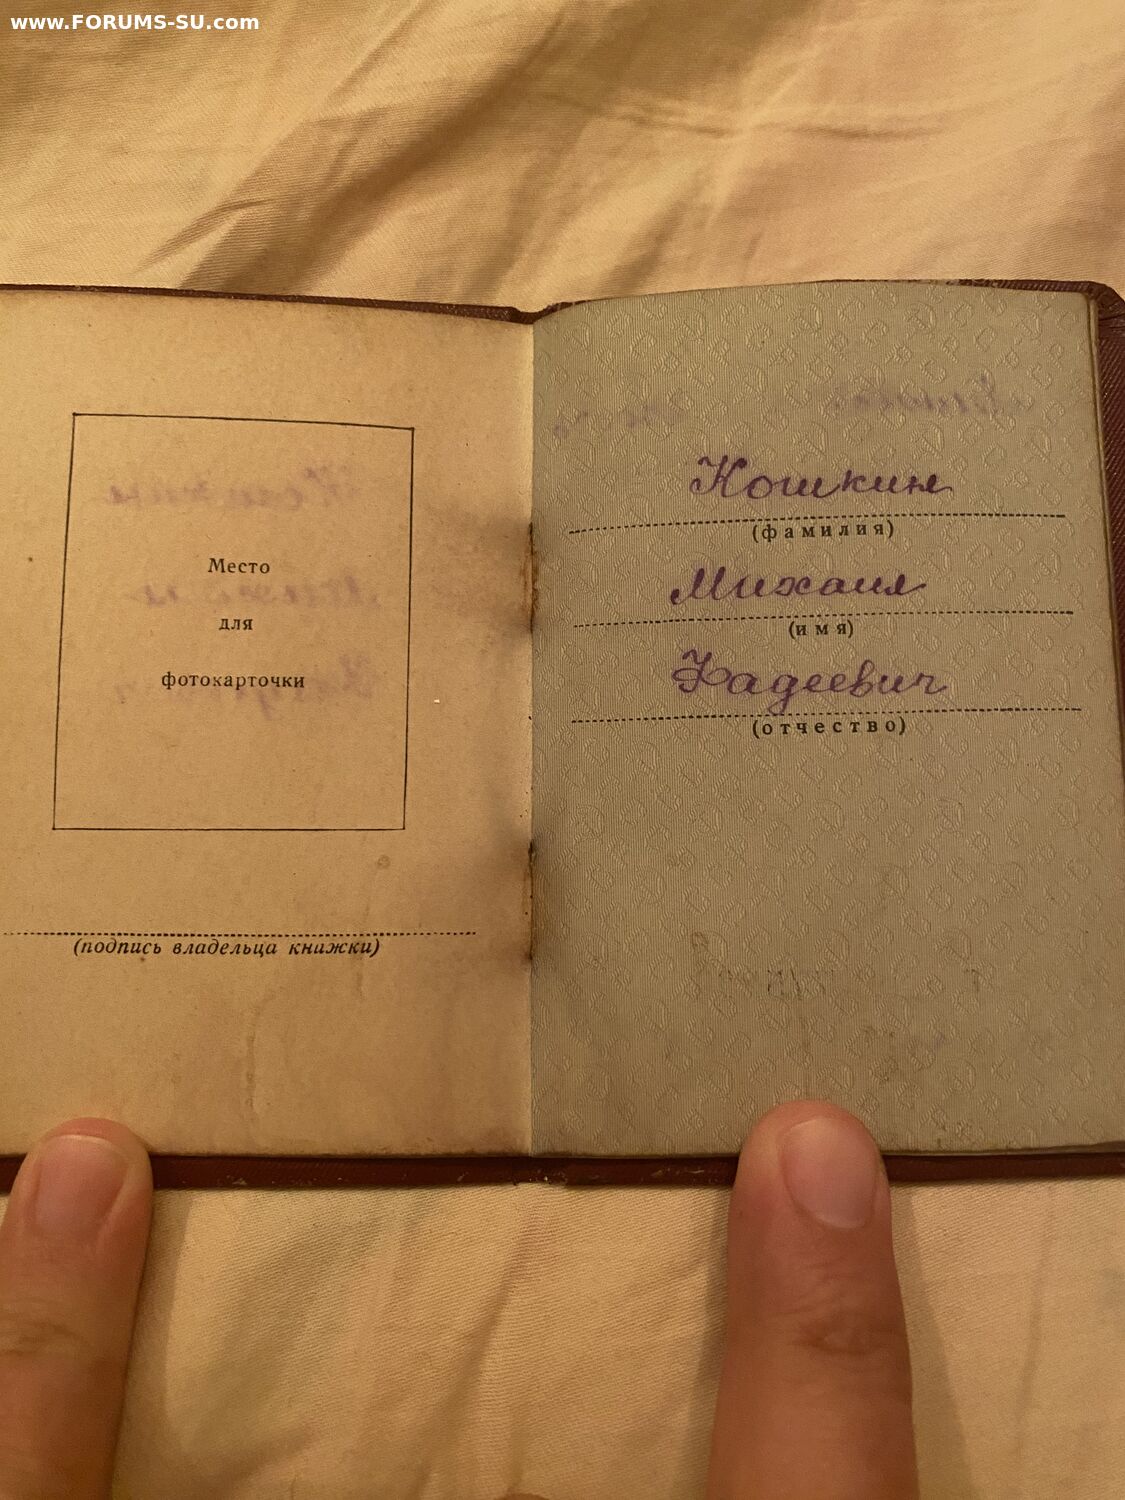 www.FORUMS-SU.com
Место
для
фотокарточки
(подпись владельца книжки)
Кошкин
(фамилия)
Михаил
(имя)
Фадеевич
(отчество)